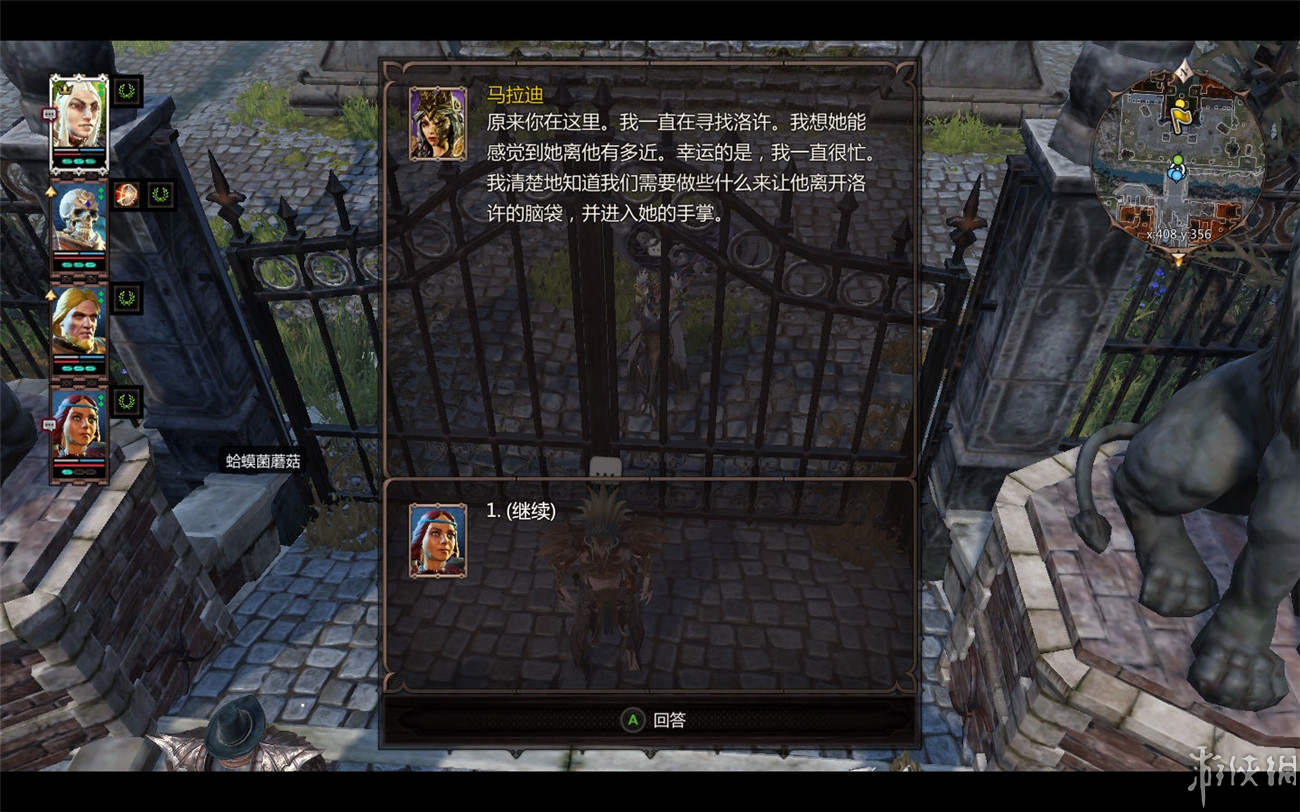 马拉迪
原来你在这里。我一直在寻找洛许。我想她能
感觉到她离他有多近。幸运的是，我一直很忙。
我清楚地知道我们需要做些什么来让他离开洛
许的脑袋，并进入她的手掌。
x 408 y 356
蛤蟆菌蘑菇
1. (继续)
A 回答
游侠網